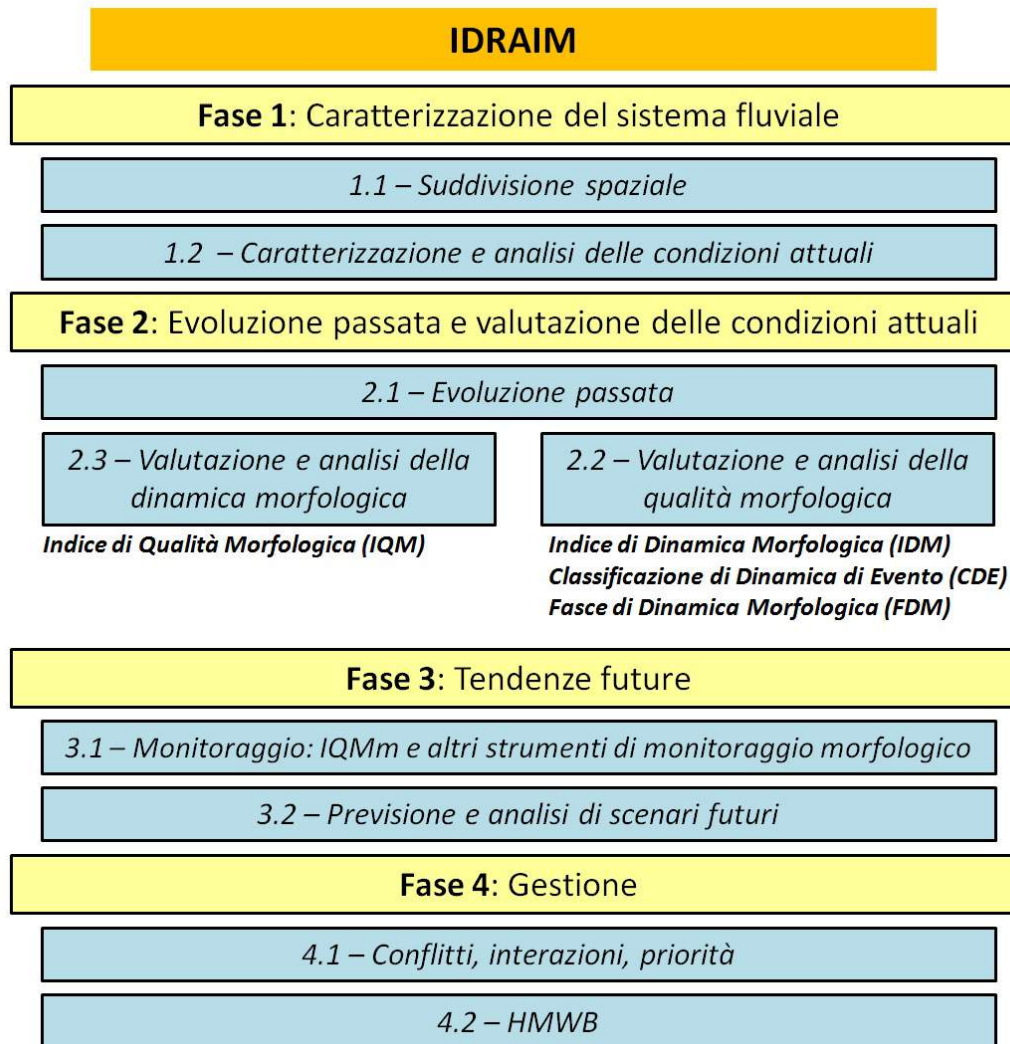 IDRAIM
Fase 1: Caratterizzazione del sistema fluviale
1.1 – Suddivisione spaziale
1.2 – Caratterizzazione e analisi delle condizioni attuali
Fase 2: Evoluzione passata e valutazione delle condizioni attuali
2.1 – Evoluzione passata
2.3 – Valutazione e analisi della
dinamica morfologica
Indice di Qualità Morfologica (IQM)
2.2 – Valutazione e analisi della
qualità morfologica
Indice di Dinamica Morfologica (IDM)
Classificazione di Dinamica di Evento (CDE)
Fasce di Dinamica Morfologica (FDM)
Fase 3: Tendenze future
3.1 – Monitoraggio: IQMm e altri strumenti di monitoraggio morfologico
3.2 – Previsione e analisi di scenari futuri
Fase 4: Gestione
4.1 – Conflitti, interazioni, priorità
4.2 – HMWB